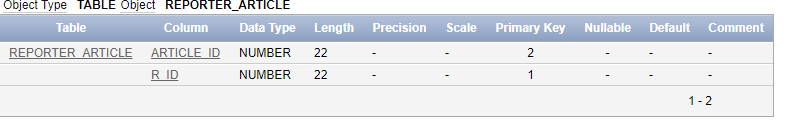 Object Type TABLE Object REPORTER_ARTICLE
Table Column Data Type Length Precision Scale Primary Key Nullable Default Comment
REPORTER_ARTICLE ARTICLE_ID NUMBER 22 - - 2 - - -
R_ID NUMBER 22 - - 1 - - -
1 - 2